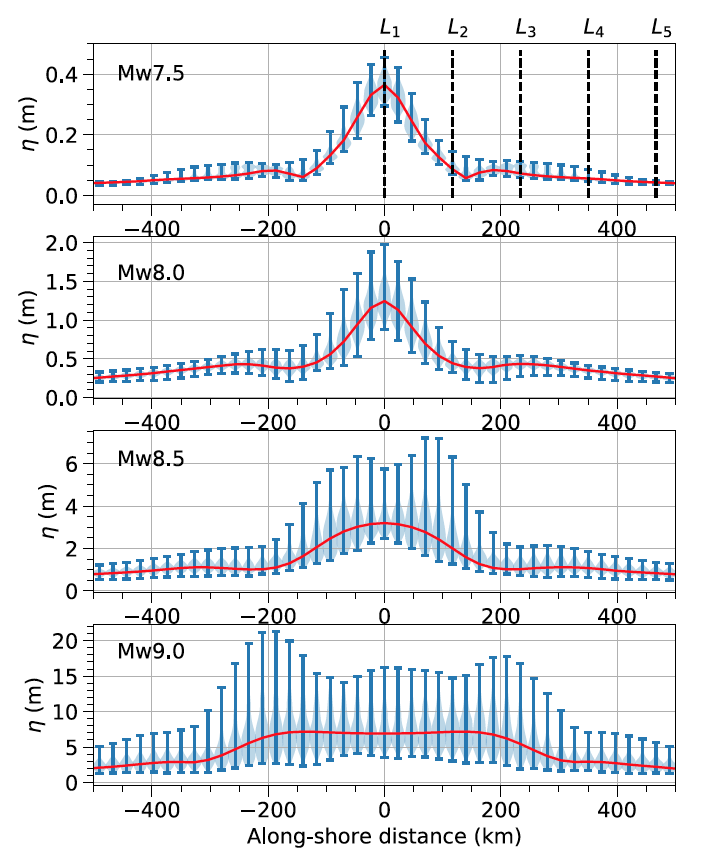 L1 L2 L3 L4 L5
Mw7.5
η (m)
0.4
0.2
0.0
−400 −200 0 200 400
Mw8.0
η (m)
2.0
1.5
1.0
0.5
0.0
−400 −200 0 200 400
Mw8.5
η (m)
6
4
2
0
−400 −200 0 200 400
Mw9.0
η (m)
20
15
10
5
0
−400 −200 0 200 400
Along-shore distance (km)